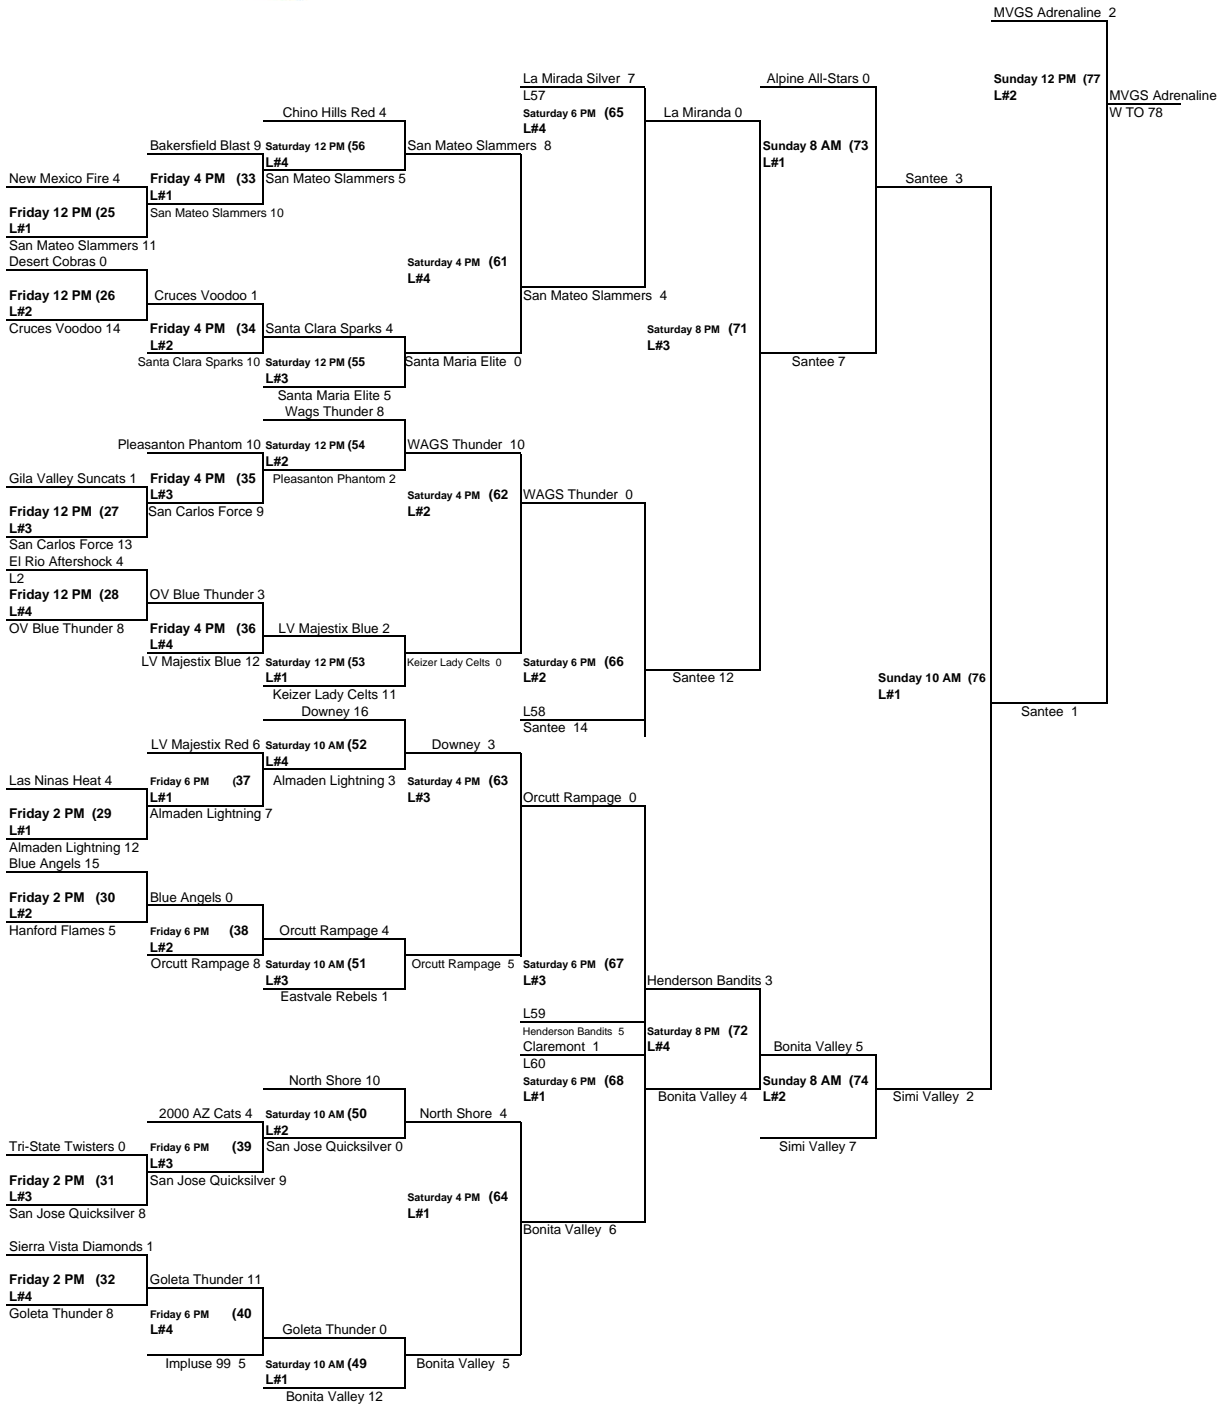 MVGS Adrenaline 2
La Mirada Silver 7
Alpine All-Stars 0
Sunday 12 PM (77
L#2
MVGS Adrenaline
W TO 78
L57
Saturday 6 PM (65
L#4
Chino Hills Red 4
La Miranda 0
Bakersfield Blast 9
Saturday 12 PM (56
L#4
San Mateo Slammers 8
Sunday 8 AM (73
L#1
New Mexico Fire 4
Friday 4 PM (33
L#1
San Mateo Slammers 5
Santee 3
Friday 12 PM (25
L#1
San Mateo Slammers 10
San Mateo Slammers 11
Desert Cobras 0
Saturday 4 PM (61
L#4
Friday 12 PM (26
L#2
Cruces Voodoo 1
San Mateo Slammers 4
Cruces Voodoo 14
Friday 4 PM (34
L#2
Santa Clara Sparks 4
Saturday 8 PM (71
L#3
Santa Clara Sparks 10
Saturday 12 PM (55
L#3
Santa Maria Elite 0
Santee 7
Santa Maria Elite 5
Wags Thunder 8
Pleasanton Phantom 10
Saturday 12 PM (54
L#2
WAGS Thunder 10
Gila Valley Suncats 1
Friday 4 PM (35
L#3
Pleasanton Phantom 2
Saturday 4 PM (62
L#2
WAGS Thunder 0
Friday 12 PM (27
L#3
San Carlos Force 9
San Carlos Force 13
El Rio Aftershock 4
L2
Friday 12 PM (28
L#4
OV Blue Thunder 3
OV Blue Thunder 8
Friday 4 PM (36
L#4
LV Majestix Blue 2
LV Majestix Blue 12
Saturday 12 PM (53
L#1
Keizer Lady Celts 0
Saturday 6 PM (66
L#2
Santee 12
Sunday 10 AM (76
L#1
Keizer Lady Celts 11
Downey 16
L58
Santee 14
Santee 1
LV Majestix Red 6
Saturday 10 AM (52
L#4
Downey 3
Las Ninas Heat 4
Friday 6 PM (37
L#1
Almaden Lightning 3
Saturday 4 PM (63
L#3
Orcutt Rampage 0
Friday 2 PM (29
L#1
Almaden Lightning 7
Almaden Lightning 12
Blue Angels 15
Friday 2 PM (30
L#2
Blue Angels 0
Hanford Flames 5
Friday 6 PM (38
L#2
Orcutt Rampage 4
Orcutt Rampage 8
Saturday 10 AM (51
L#3
Orcutt Rampage 5
Saturday 6 PM (67
L#3
Henderson Bandits 3
Eastvale Rebels 1
L59
Henderson Bandits 5
Saturday 8 PM (72
L#4
Claremont 1
Bonita Valley 5
L60
North Shore 10
Saturday 6 PM (68
L#1
Bonita Valley 4
Sunday 8 AM (74
L#2
Simi Valley 2
2000 AZ Cats 4
Saturday 10 AM (50
L#2
North Shore 4
Tri-State Twisters 0
Friday 6 PM (39
L#3
San Jose Quicksilver 0
Simi Valley 7
Friday 2 PM (31
L#3
San Jose Quicksilver 9
San Jose Quicksilver 8
Saturday 4 PM (64
L#1
Bonita Valley 6
Sierra Vista Diamonds 1
Friday 2 PM (32
L#4
Goleta Thunder 11
Goleta Thunder 8
Friday 6 PM (40
L#4
Goleta Thunder 0
Impluse 99 5
Saturday 10 AM (49
L#1
Bonita Valley 5
Bonita Valley 12